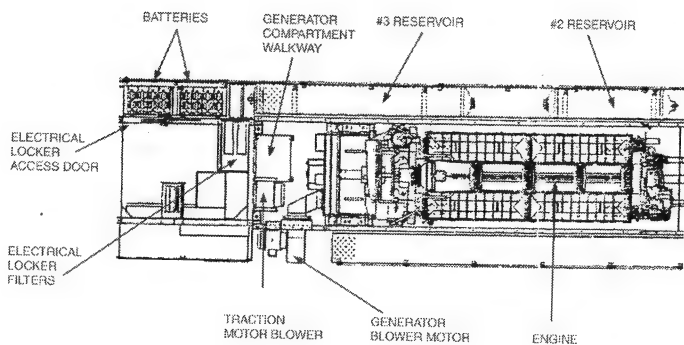 BATTERIES
GENERATOR
COMPARTMENT
WALKWAY
#3 RESERVOIR
#2 RESERVOIR
ELECTRICAL
LOCKER
ACCESS DOOR
ELECTRICAL
LOCKER
FILTERS
TRACTION
MOTOR BLOWER
GENERATOR
BLOWER MOTOR
ENGINE